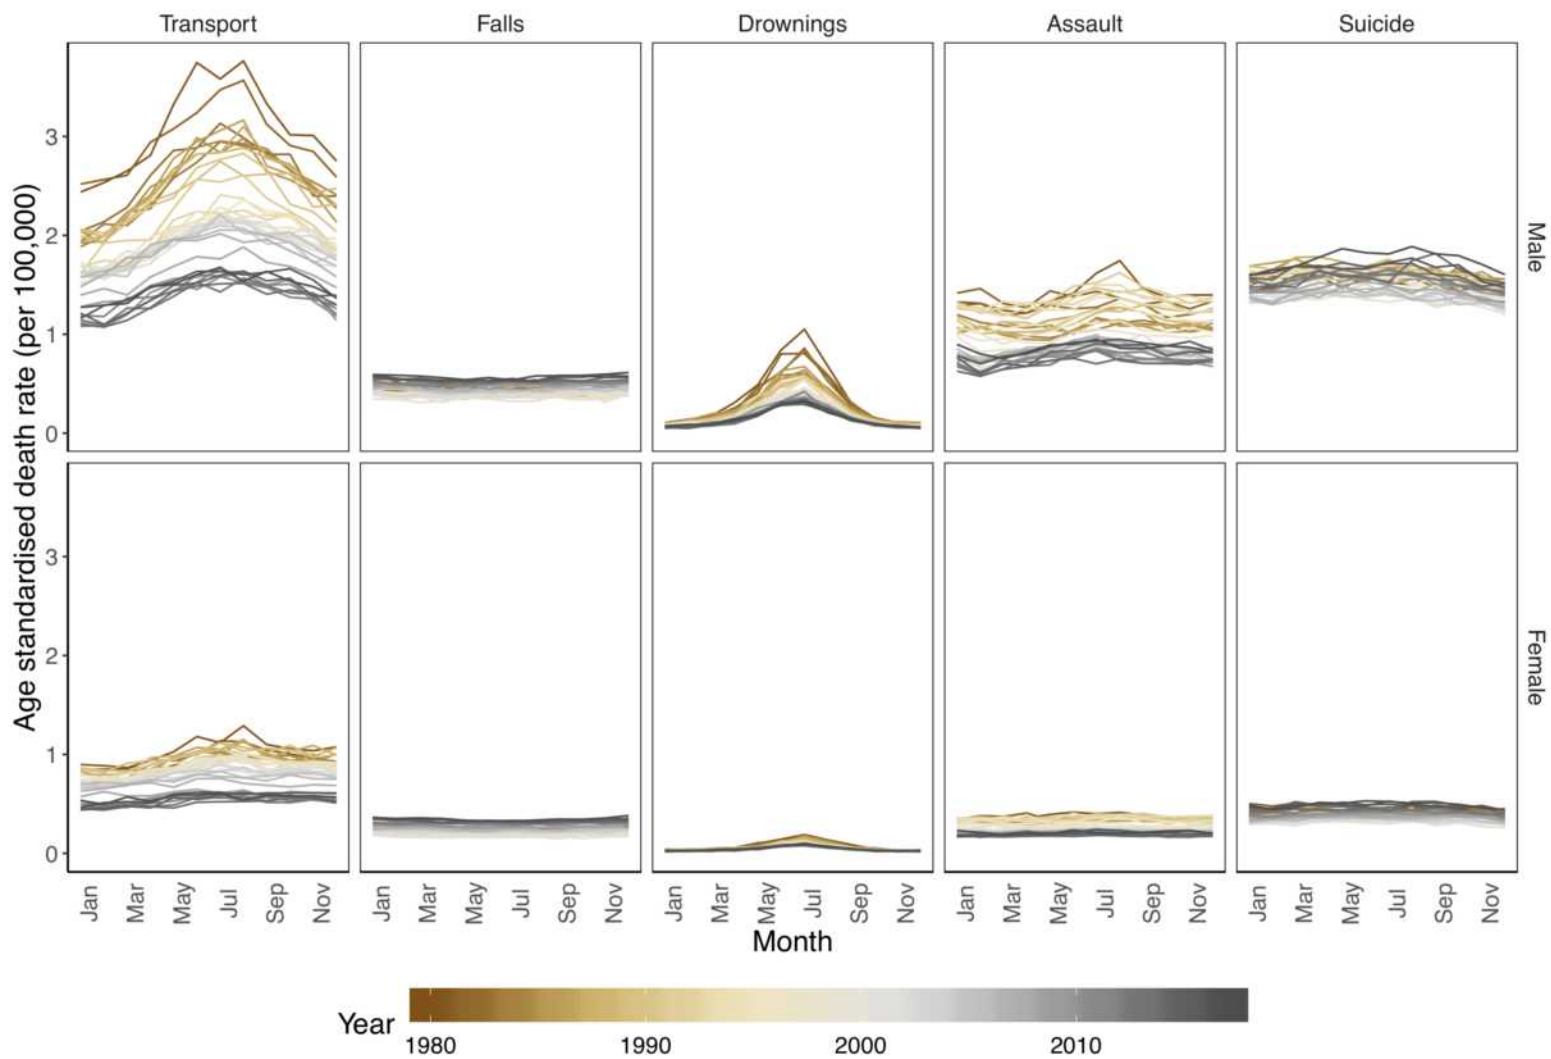 Transport Falls Drownings Assault Suicide
Age standardised death rate (per 100,000)
3
2
1
0
Male
3
2
1
0
Female
Jan Mar May Jul Sep Nov Jan Mar May Jul Sep Nov Jan Mar May Jul Sep Nov Jan Mar May Jul Sep Nov Jan Mar May Jul Sep Nov
Month
Year
1980 1990 2000 2010